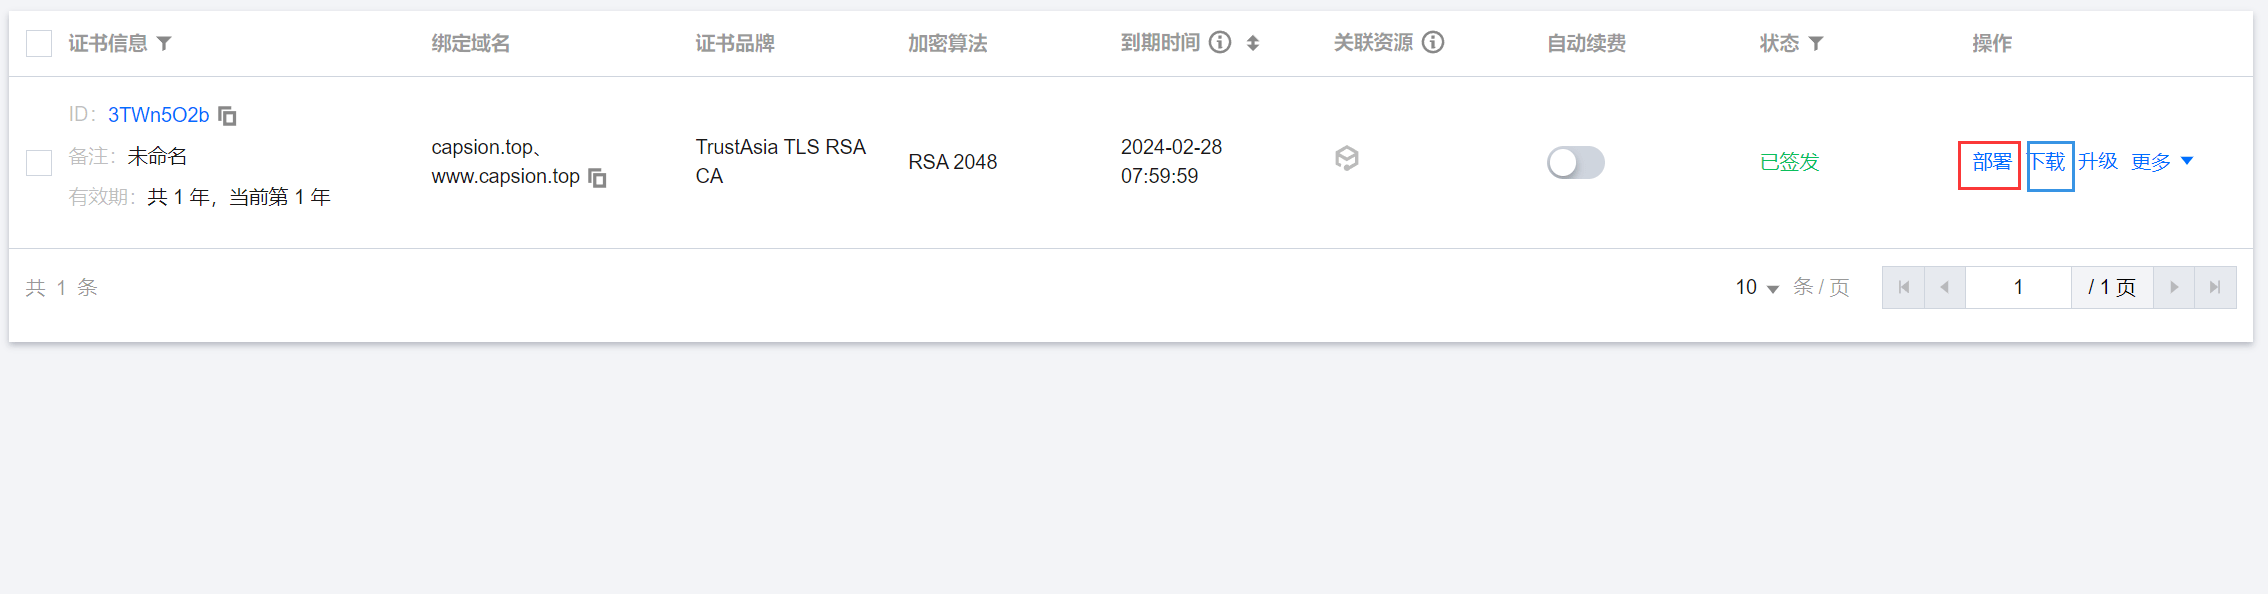 证书信息 绑定域名 证书品牌 加密算法 到期时间 关联资源 自动续费 状态 操作
ID： 3TWn5O2b
备注： 未命名
有效期： 共 1 年，当前第 1 年
capsion.top、
www.capsion.top
TrustAsia TLS RSA
CA
RSA 2048
2024-02-28
07:59:59
已签发
部署 下载 升级 更多
共 1 条
10 条 / 页 1 / 1 页